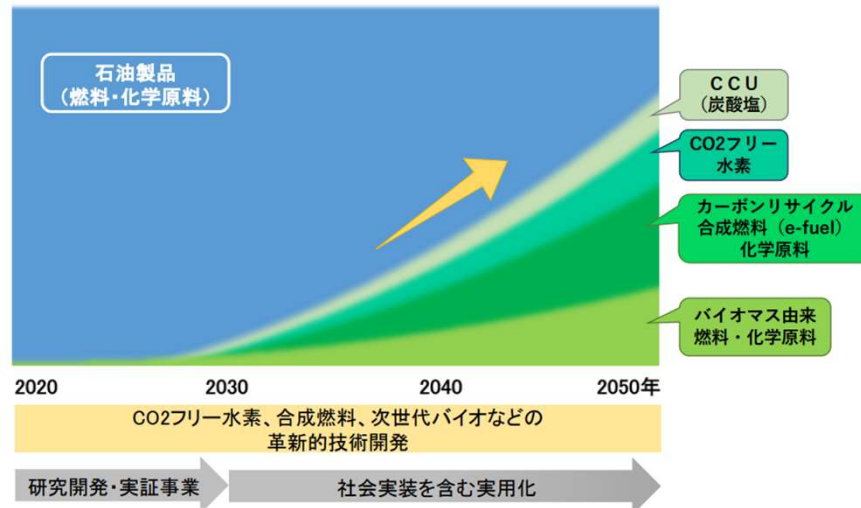 石油製品
(燃料･化学原料)
ＣＣＵ
(炭酸塩)
CO2フリー
水素
カーボンリサイクル
合成燃料（e-fuel）
化学原料
バイオマス由来
燃料・化学原料
2020 2030 2040 2050年
CO2フリー水素、合成燃料、次世代バイオなどの
革新的技術開発
研究開発･実証事業 社会実装を含む実用化